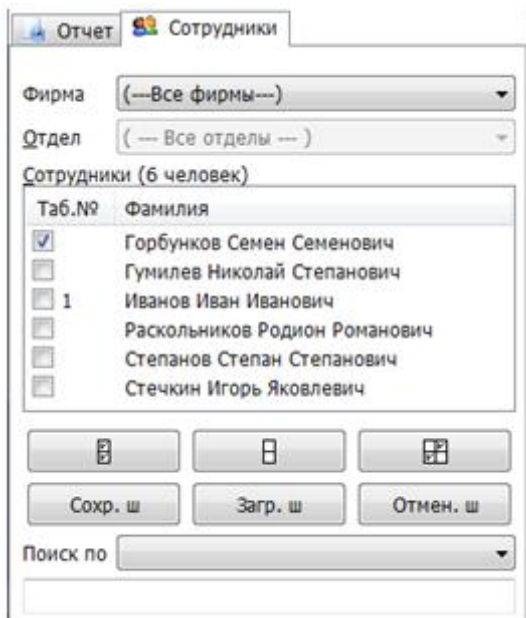 Отчет Сотрудники
Фирма (---Все фирмы---)
Отдел ( --- Все отделы --- )
Сотрудники (6 человек)
Таб.№ Фамилия
Горбунков Семен Семенович
Гумилев Николай Степанович
1 Иванов Иван Иванович
Раскольников Родион Романович
Степанов Степан Степанович
Стечкин Игорь Яковлевич
Сохр. ш Загр. ш Отмен. ш
Поиск по